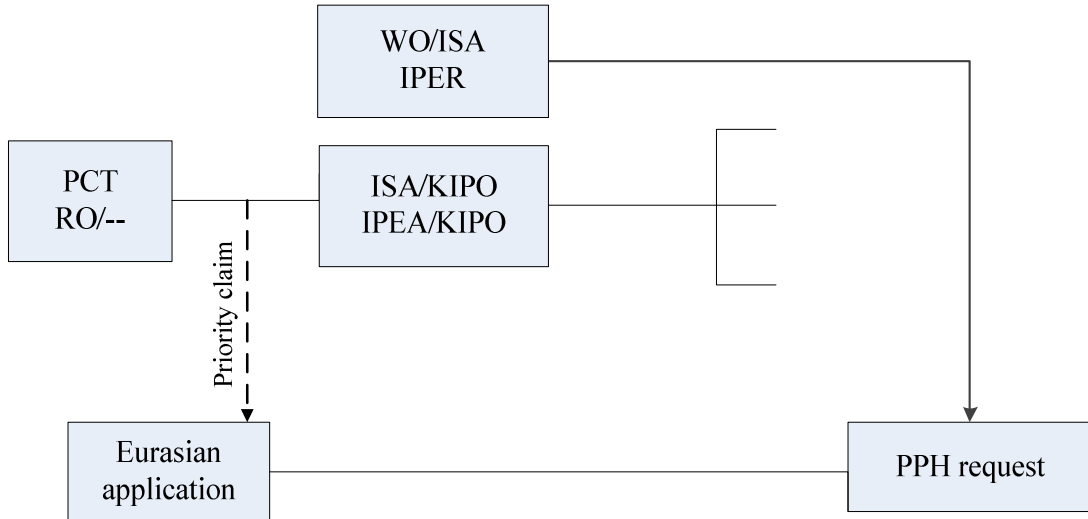 WO/ISA
IPER
PCT
RO/--
ISA/KIPO
IPEA/KIPO
Priority claim
Eurasian
application
PPH request